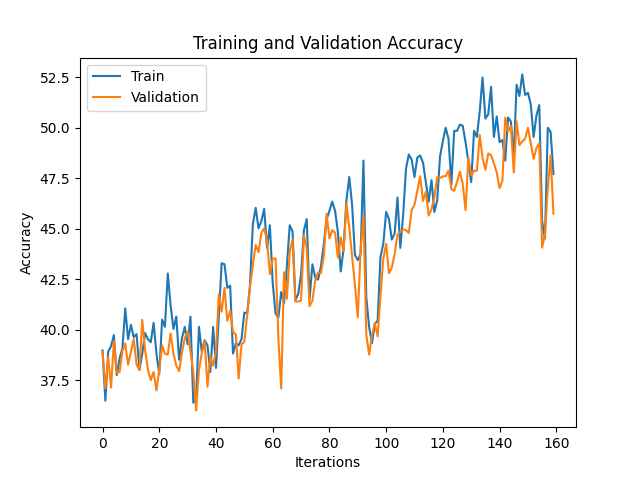 Training and Validation Accuracy
Train
Validation
52.5
50.0
47.5
45.0
42.5
40.0
37.5
Accuracy
0 20 40 60 80 100 120 140 160
Iterations